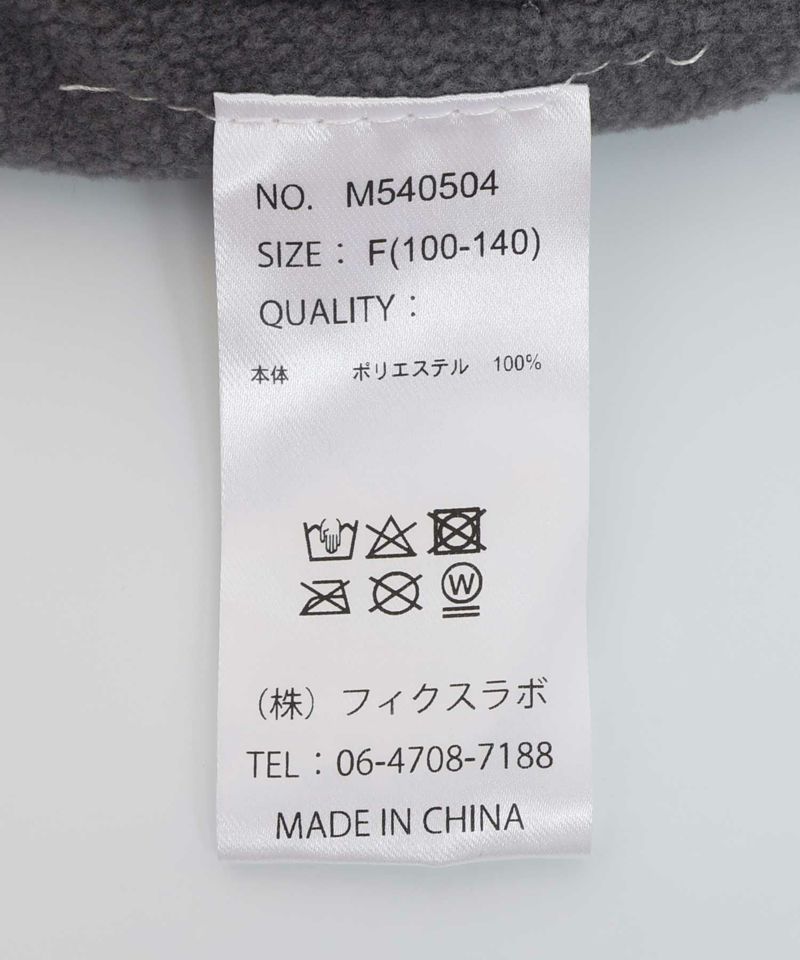 NO. M540504
SIZE： F(100-140)
QUALITY：
本体 ポリエステル 100%
W
（株）フィクスラボ
TEL：06-4708-7188
MADE IN CHINA